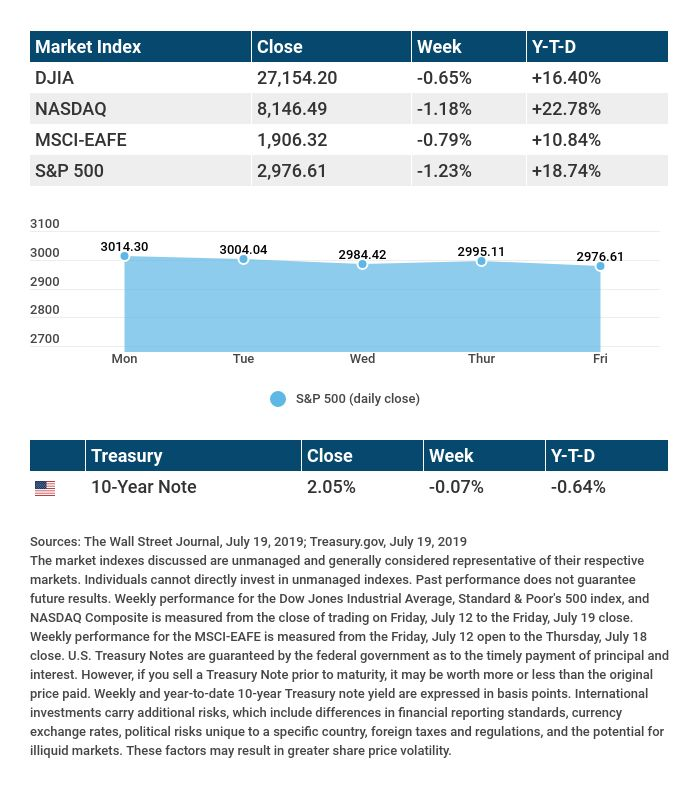 Market Index Close Week Y-T-D
DJIA 27,154.20 -0.65% +16.40%
NASDAQ 8,146.49 -1.18% +22.78%
MSCI-EAFE 1,906.32 -0.79% +10.84%
S&P 500 2,976.61 -1.23% +18.74%
3100
3000
2900
2800
2700
3014.30 3004.04 2984.42 2995.11 2976.61
Mon Tue Wed Thur Fri
S&P 500 (daily close)
Treasury Close Week Y-T-D
10-Year Note 2.05% -0.07% -0.64%
Sources: The Wall Street Journal, July 19, 2019; Treasury.gov, July 19, 2019
The market indexes discussed are unmanaged and generally considered representative of their respective
markets. Individuals cannot directly invest in unmanaged indexes. Past performance does not guarantee
future results. Weekly performance for the Dow Jones Industrial Average, Standard & Poor's 500 index, and
NASDAQ Composite is measured from the close of trading on Friday, July 12 to the Friday, July 19 close.
Weekly performance for the MSCI-EAFE is measured from the Friday, July 12 open to the Thursday, July 18
close. U.S. Treasury Notes are guaranteed by the federal government as to the timely payment of principal and
interest. However, if you sell a Treasury Note prior to maturity, it may be worth more or less than the original
price paid. Weekly and year-to-date 10-year Treasury note yield are expressed in basis points. International
investments carry additional risks, which include differences in financial reporting standards, currency
exchange rates, political risks unique to a specific country, foreign taxes and regulations, and the potential for
illiquid markets. These factors may result in greater share price volatility.